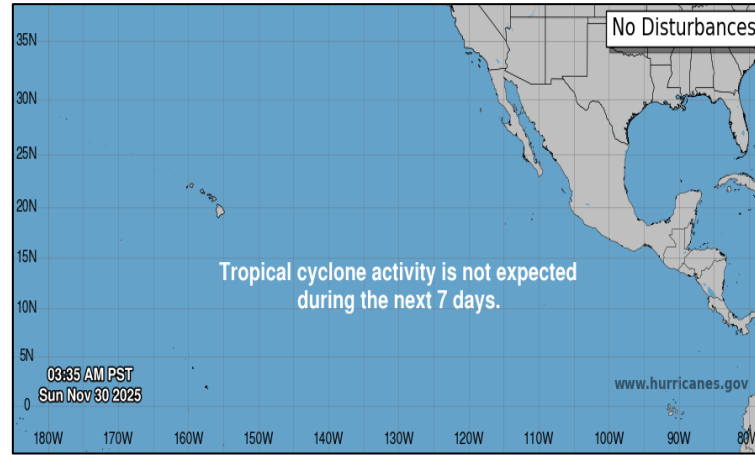 No Disturbances
35N
30N
25N
20N
15N
10N
5N
0
Tropical cyclone activity is not expected
during the next 7 days.
03:35 AM PST
Sun Nov 30 2025
www.hurricanes.gov
180W 170W 160W 150W 140W 130W 120W 110W 100W 90W 80W